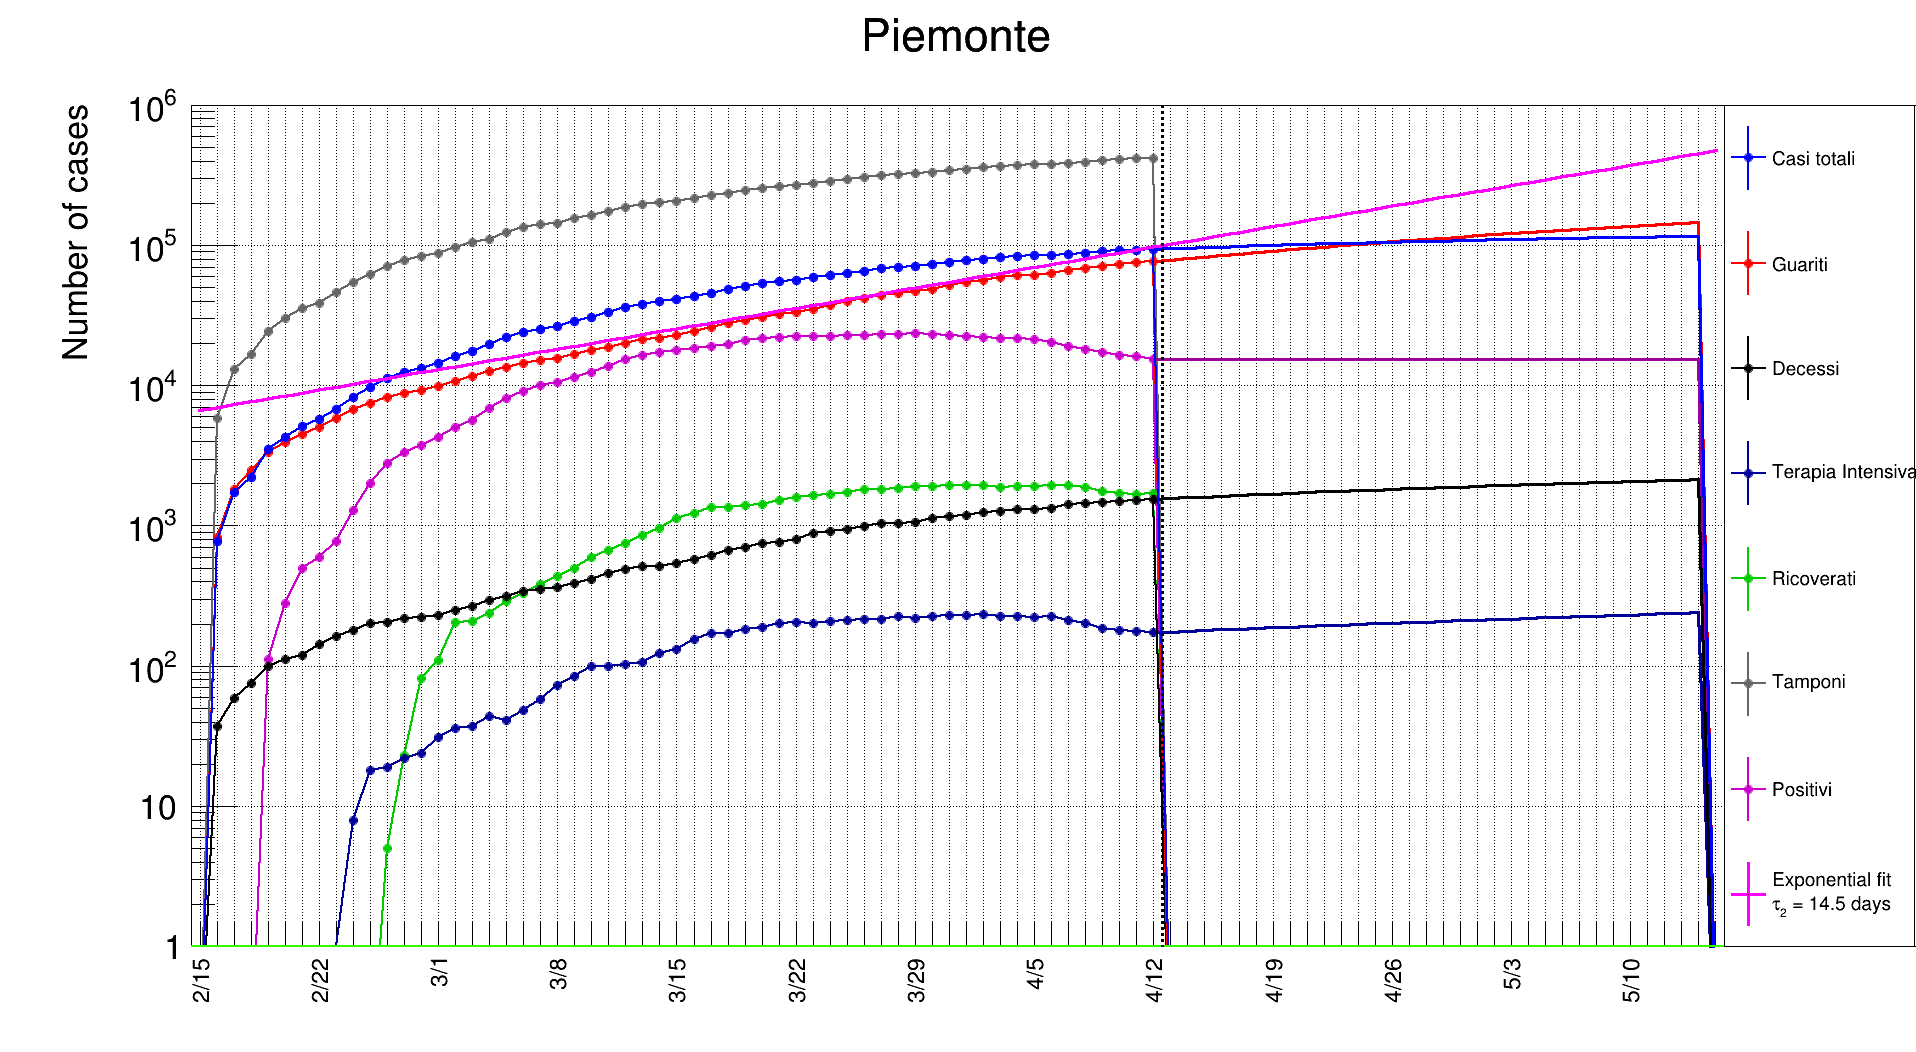 Piemonte
Number of cases
10^6
10^5
10^4
10^3
10^2
10
1
2/15
2/22
3/1
3/8
3/15
3/22
3/29
4/5
4/12
4/19
4/26
5/3
5/10
Casi totali
Guariti
Decessi
Terapia Intensiva
Ricoverati
Tamponi
Positivi
Exponential fit
τ_2 = 14.5 days